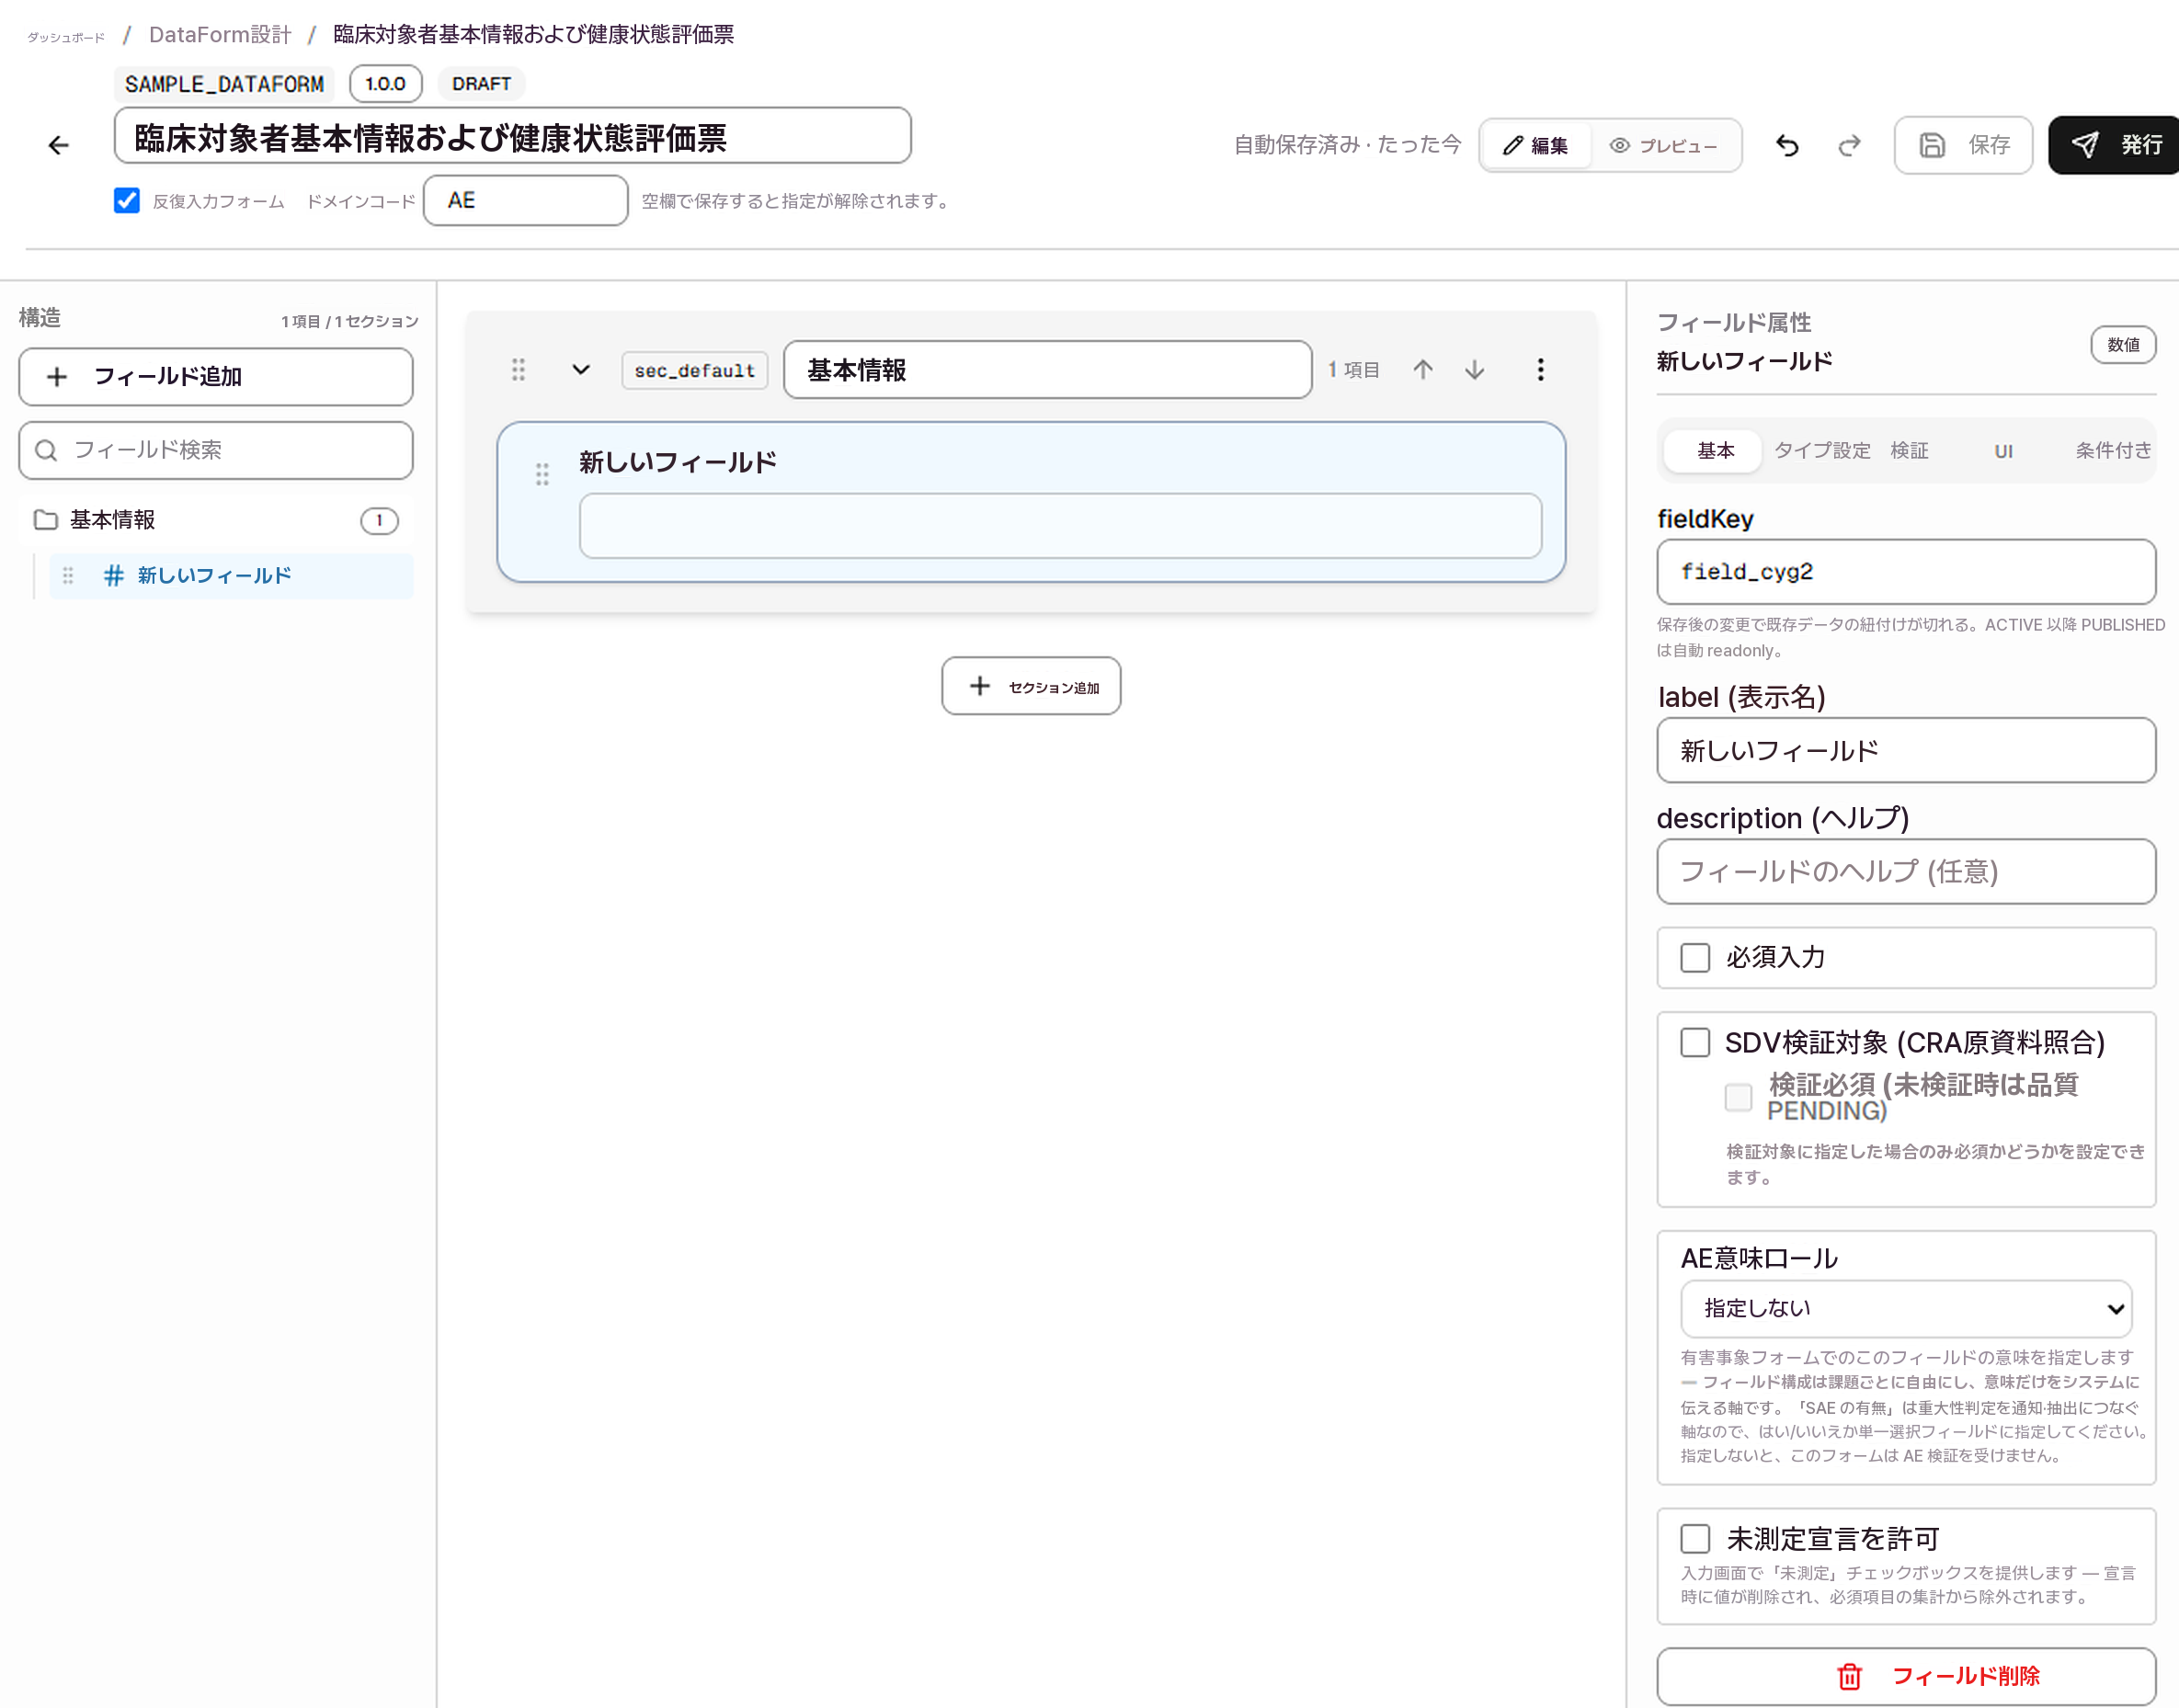 ダッシュボード / DataForm設計 / 臨床対象者基本情報および健康状態評価票
SAMPLE_DATAFORM 1.0.0 DRAFT
臨床対象者基本情報および健康状態評価票
自動保存済み · たった今 編集 プレビュー 保存 発行
反復入力フォーム ドメインコード AE 空欄で保存すると指定が解除されます。
構造 1 項目 / 1 セクション
フィールド追加
フィールド検索
基本情報 1
新しいフィールド
sec_default 基本情報 1 項目
新しいフィールド
セクション追加
フィールド属性
新しいフィールド 数値
基本 タイプ設定 検証 UI 条件付き
fieldKey
field_cyg2
保存後の変更で既存データの紐付けが切れる。ACTIVE 以降 PUBLISHED
は自動 readonly。
label (表示名)
新しいフィールド
description (ヘルプ)
フィールドのヘルプ (任意)
必須入力
SDV検証対象 (CRA原資料照合)
検証必須 (未検証時は品質
PENDING)
検証対象に指定した場合のみ必須かどうかを設定でき
ます。
AE意味ロール
指定しない
有害事象フォームでのこのフィールドの意味を指定します
— フィールド構成は課題ごとに自由にし、意味だけをシステムに
伝える軸です。「SAE の有無」は重大性判定を通知·抽出につなぐ
軸なので、はい/いいえか単一選択フィールドに指定してください。
指定しないと、このフォームは AE 検証を受けません。
未測定宣言を許可
入力画面で「未測定」チェックボックスを提供します — 宣言
時に値が削除され、必須項目の集計から除外されます。
フィールド削除